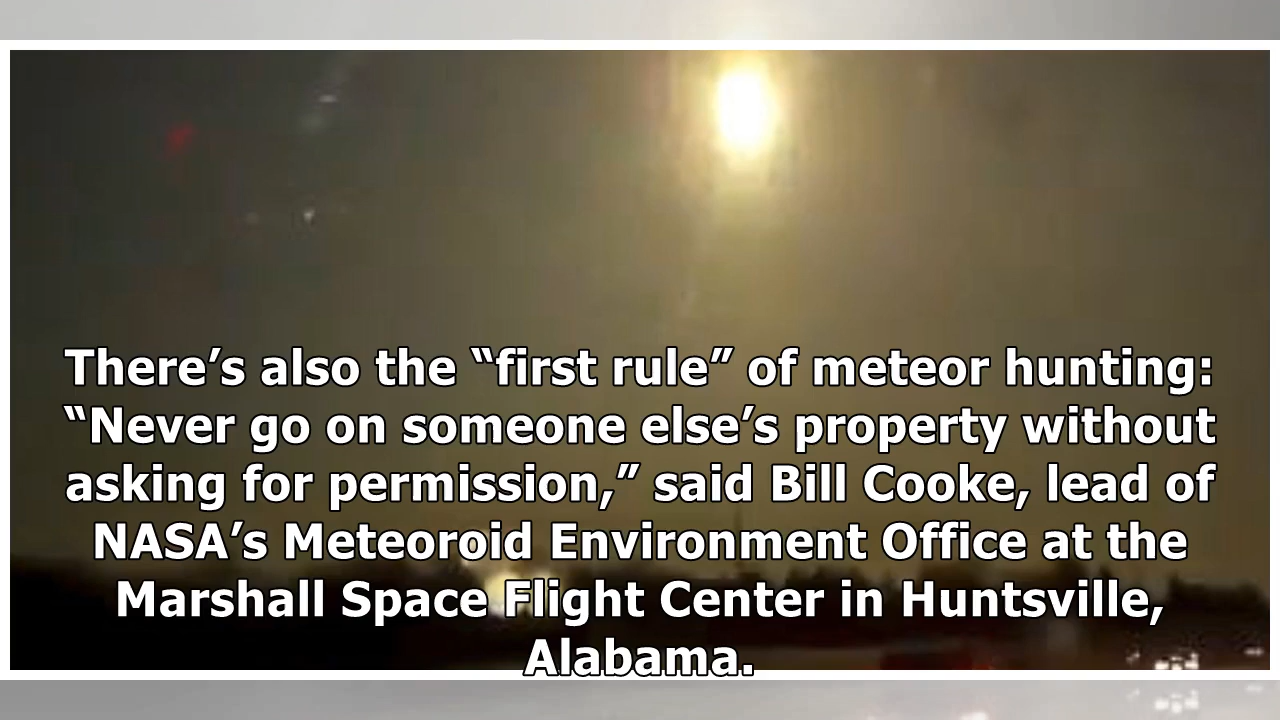 There’s also the “first rule” of meteor hunting:
“Never go on someone else’s property without
asking for permission,” said Bill Cooke, lead of
NASA’s Meteoroid Environment Office at the
Marshall Space Flight Center in Huntsville,
Alabama.